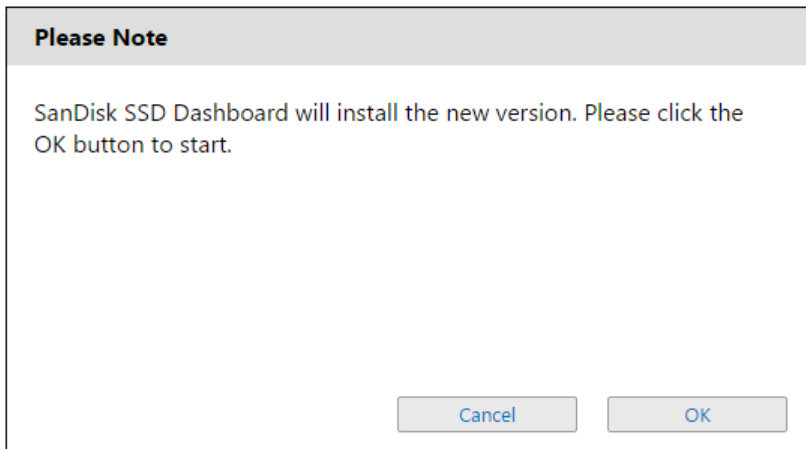 Please Note
SanDisk SSD Dashboard will install the new version. Please click the
OK button to start.
Cancel
OK